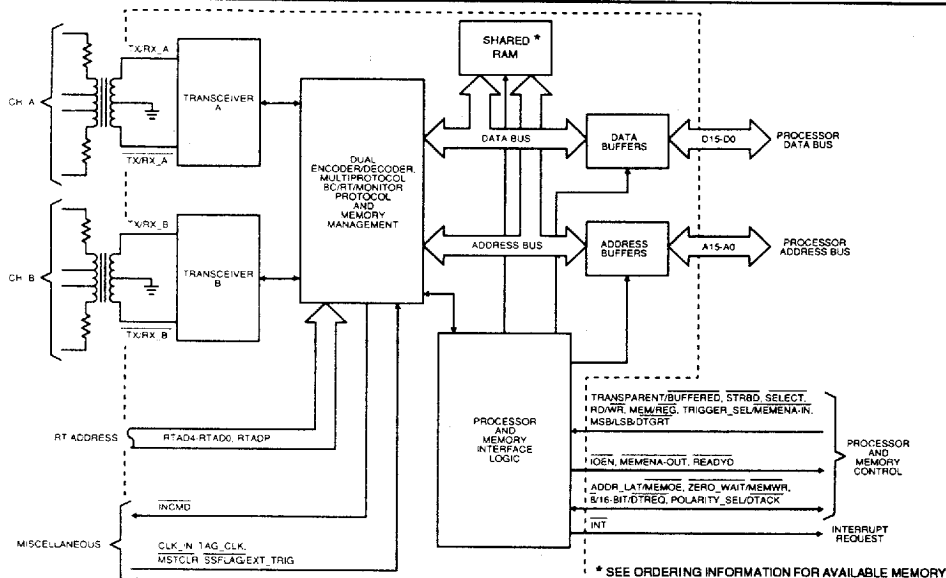 SHARED *
RAM
CH. A
TX/RX_A
TRANSCEIVER
A
TX/RX_A
DUAL
ENCODER/DECODER,
MULTIPROTOCOL
BC/RT/MONITOR
PROTOCOL
AND
MEMORY
MANAGEMENT
DATA BUS
DATA
BUFFERS
D15-D0
PROCESSOR
DATA BUS
CH. B
TX/RX_B
TRANSCEIVER
B
TX/RX_B
ADDRESS BUS
ADDRESS
BUFFERS
A15-A0
PROCESSOR
ADDRESS BUS
RT ADDRESS
RTAD4-RTAD0, RTADP
PROCESSOR
AND
MEMORY
INTERFACE
LOGIC
TRANSPARENT/BUFFERED, STRBD, SELECT,
RD/WR, MEM/REG, TRIGGER_SEL/MEMENA-IN,
MSB/LSB/DTGRT
IOEN, MEMENA-OUT, READYD
ADDR_LAT/MEMOE, ZERO_WAIT/MEMWR,
8/16-BIT/DTREQ, POLARITY_SEL/DTACK
INT
PROCESSOR
AND
MEMORY
CONTROL
INTERRUPT
REQUEST
MISCELLANEOUS
INCMD
CLK_IN, TAG_CLK,
MSTCLR, SSFLAG/EXT_TRIG
* SEE ORDERING INFORMATION FOR AVAILABLE MEMORY